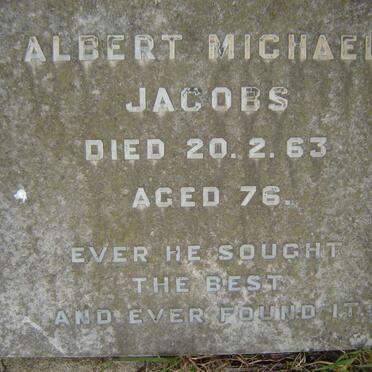 ALBERT MICHAEL
JACOBS
DIED 20.2.63
AGED 76.
EVER HE SOUGHT
THE BEST
AND EVER FOUND IT.